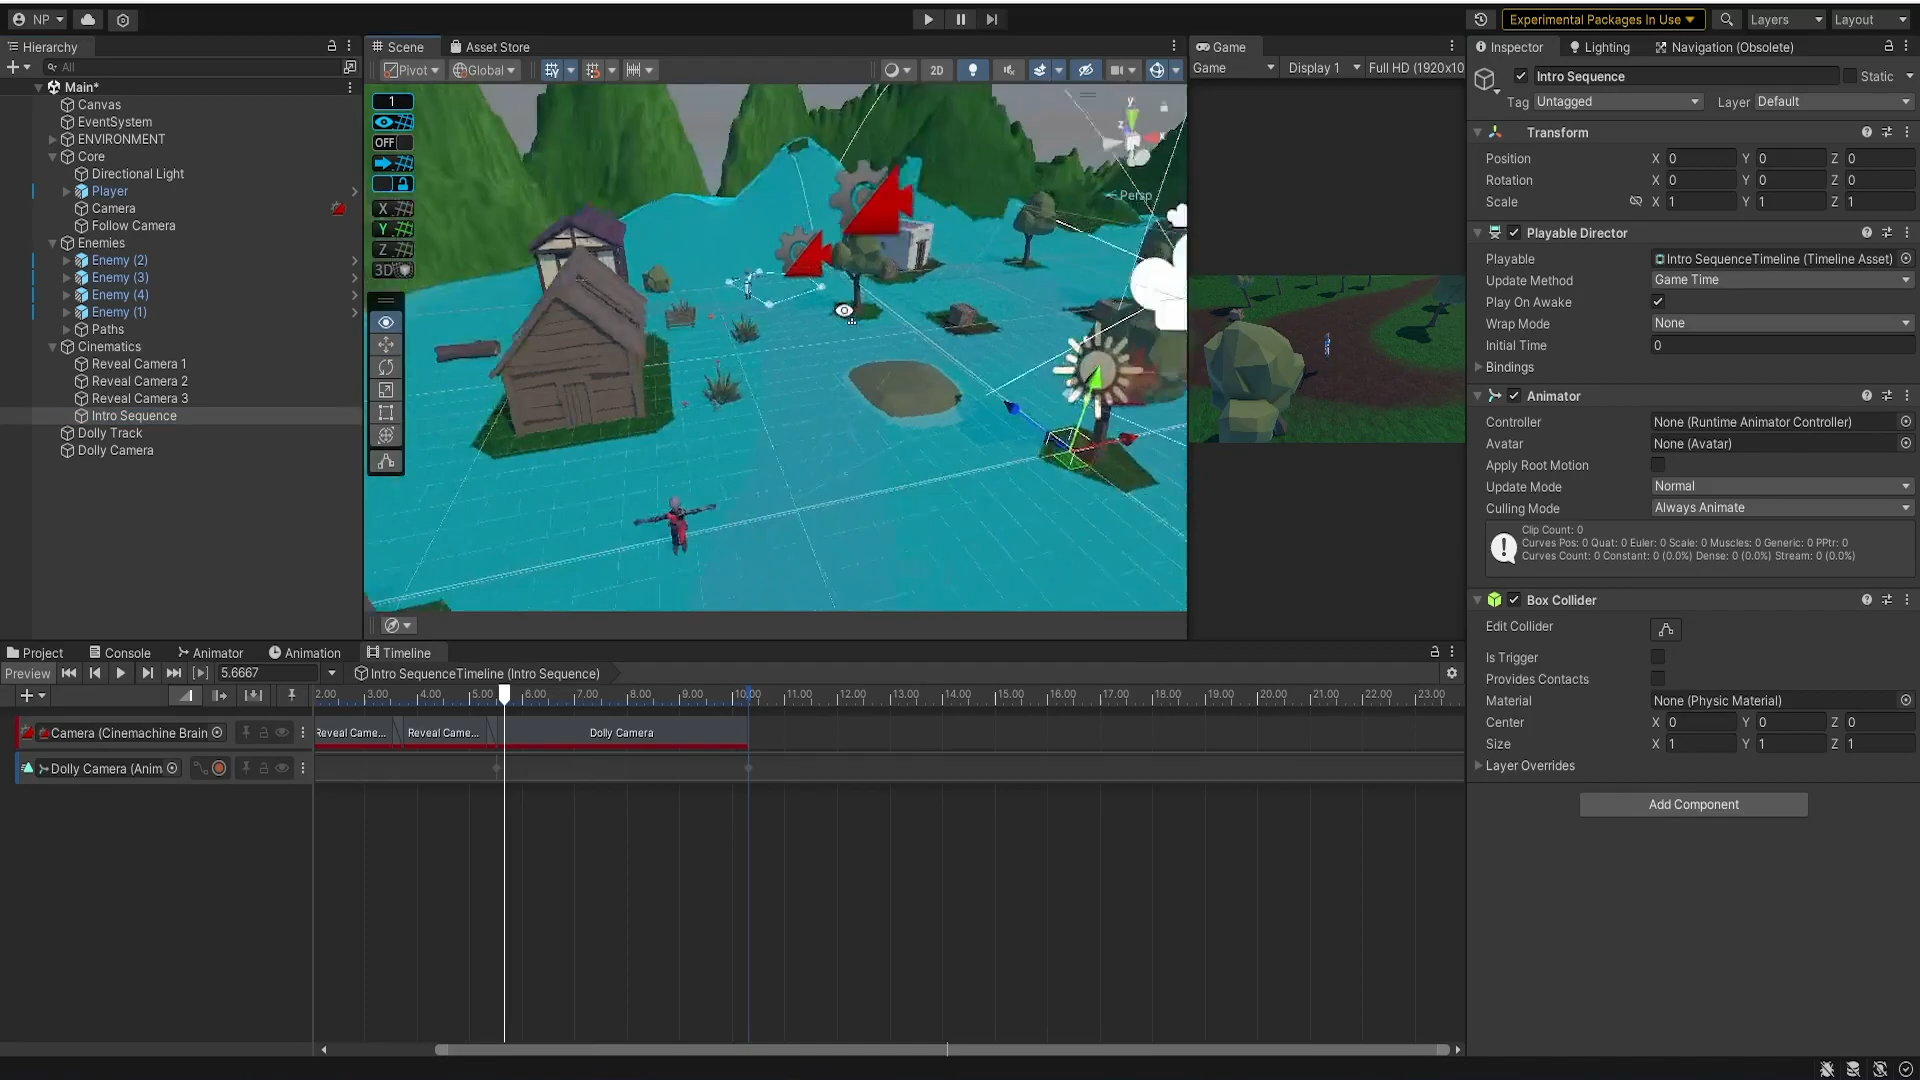 NP
Experimental Packages In Use
Layers
Layout
Hierarchy
All
Main*
Canvas
EventSystem
ENVIRONMENT
Core
Directional Light
Player
Camera
Follow Camera
Enemies
Enemy (2)
Enemy (3)
Enemy (4)
Enemy (1)
Paths
Cinematics
Reveal Camera 1
Reveal Camera 2
Reveal Camera 3
Intro Sequence
Dolly Track
Dolly Camera
Scene
Asset Store
Pivot
Global
2D
1
OFF
X
Y
Z
3D
y
z
x
Persp
Game
Game
Display 1
Full HD (1920x10
Inspector
Lighting
Navigation (Obsolete)
Intro Sequence
Static
Tag Untagged
Layer Default
Transform
Position X 0 Y 0 Z 0
Rotation X 0 Y 0 Z 0
Scale X 1 Y 1 Z 1
Playable Director
Playable Intro SequenceTimeline (Timeline Asset)
Update Method Game Time
Play On Awake
Wrap Mode None
Initial Time 0
Bindings
Animator
Controller None (Runtime Animator Controller)
Avatar None (Avatar)
Apply Root Motion
Update Mode Normal
Culling Mode Always Animate
Clip Count: 0
Curves Pos: 0 Quat: 0 Euler: 0 Scale: 0 Muscles: 0 Generic: 0 PPtr: 0
Curves Count: 0 Constant: 0 (0.0%) Dense: 0 (0.0%) Stream: 0 (0.0%)
Box Collider
Edit Collider
Is Trigger
Provides Contacts
Material None (Physic Material)
Center X 0 Y 0 Z 0
Size X 1 Y 1 Z 1
Layer Overrides
Add Component
Project
Console
Animator
Animation
Timeline
Preview
5.6667
Intro SequenceTimeline (Intro Sequence)
2.00 3.00 4.00 5.00 6.00 7.00 8.00 9.00 10.00 11.00 12.00 13.00 14.00 15.00 16.00 17.00 18.00 19.00 20.00 21.00 22.00 23.00
Camera (Cinemachine Brain
Reveal Came...
Reveal Came...
Dolly Camera
Dolly Camera (Anim